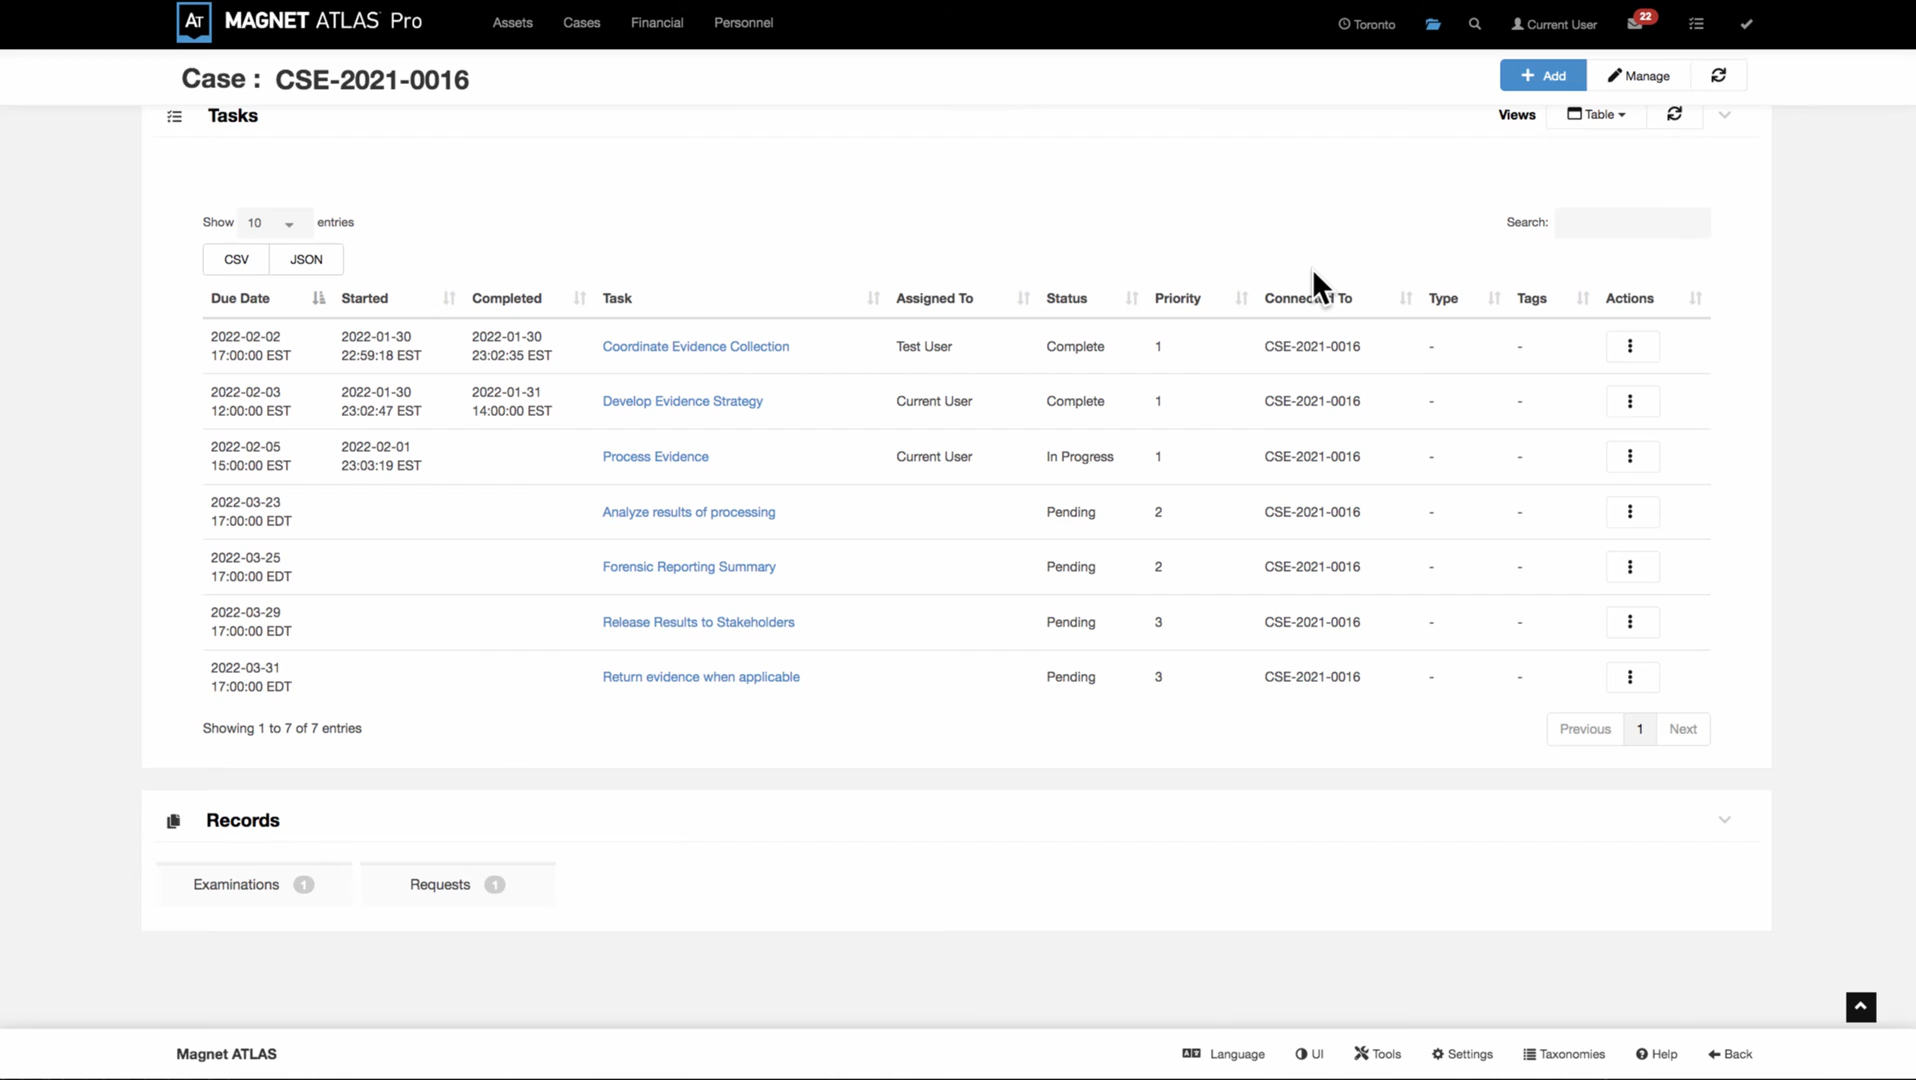 AT MAGNET ATLAS Pro Assets Cases Financial Personnel Toronto Current User 22
Case : CSE-2021-0016 + Add Manage
Tasks Views Table
Show 10 entries Search:
CSV JSON
Due Date Started Completed Task Assigned To Status Priority Connected To Type Tags Actions
2022-02-02 2022-01-30 2022-01-30
17:00:00 EST 22:59:18 EST 23:02:35 EST Coordinate Evidence Collection Test User Complete 1 CSE-2021-0016 - -
2022-02-03 2022-01-30 2022-01-31
12:00:00 EST 23:02:47 EST 14:00:00 EST Develop Evidence Strategy Current User Complete 1 CSE-2021-0016 - -
2022-02-05 2022-02-01
15:00:00 EST 23:03:19 EST Process Evidence Current User In Progress 1 CSE-2021-0016 - -
2022-03-23
17:00:00 EDT Analyze results of processing Pending 2 CSE-2021-0016 - -
2022-03-25
17:00:00 EDT Forensic Reporting Summary Pending 2 CSE-2021-0016 - -
2022-03-29
17:00:00 EDT Release Results to Stakeholders Pending 3 CSE-2021-0016 - -
2022-03-31
17:00:00 EDT Return evidence when applicable Pending 3 CSE-2021-0016 - -
Showing 1 to 7 of 7 entries Previous 1 Next
Records
Examinations 1 Requests 1
Magnet ATLAS Language UI Tools Settings Taxonomies Help Back